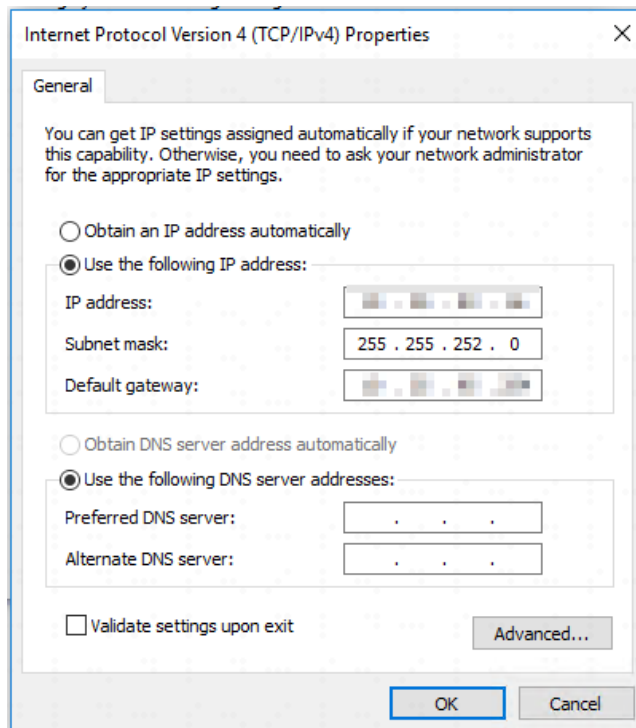 Internet Protocol Version 4 (TCP/IPv4) Properties
General
You can get IP settings assigned automatically if your network supports
this capability. Otherwise, you need to ask your network administrator
for the appropriate IP settings.
Obtain an IP address automatically
Use the following IP address:
IP address:
Subnet mask: 255 . 255 . 252 . 0
Default gateway:
Obtain DNS server address automatically
Use the following DNS server addresses:
Preferred DNS server: . . .
Alternate DNS server: . . .
Validate settings upon exit
Advanced...
OK Cancel